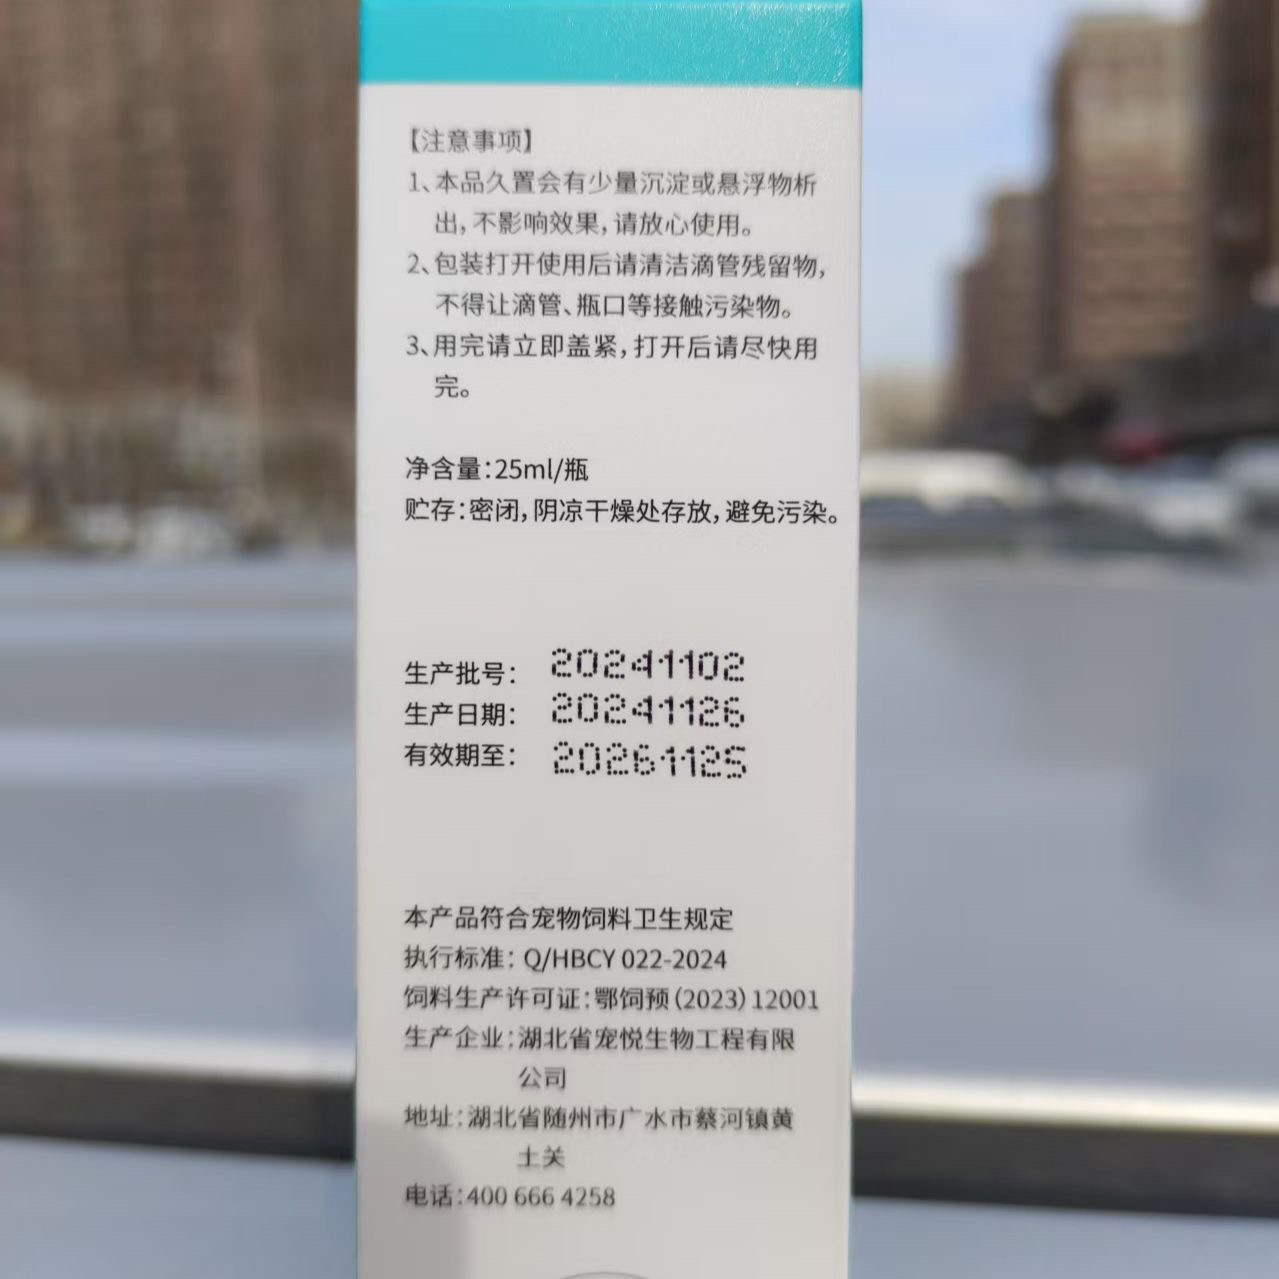 【注意事项】
1、本品久置会有少量沉淀或悬浮物析
出，不影响效果，请放心使用。
2、包装打开使用后请清洁滴管残留物，
不得让滴管、瓶口等接触污染物。
3、用完请立即盖紧，打开后请尽快用
完。
净含量：25ml/瓶
贮存：密闭，阴凉干燥处存放，避免污染。
生产批号： 20241102
生产日期： 20241126
有效期至： 20261125
本产品符合宠物饲料卫生规定
执行标准：Q/HBCY 022-2024
饲料生产许可证：鄂饲预（2023）12001
生产企业：湖北省宠悦生物工程有限
公司
地址：湖北省随州市广水市蔡河镇黄
土关
电话：400 666 4258